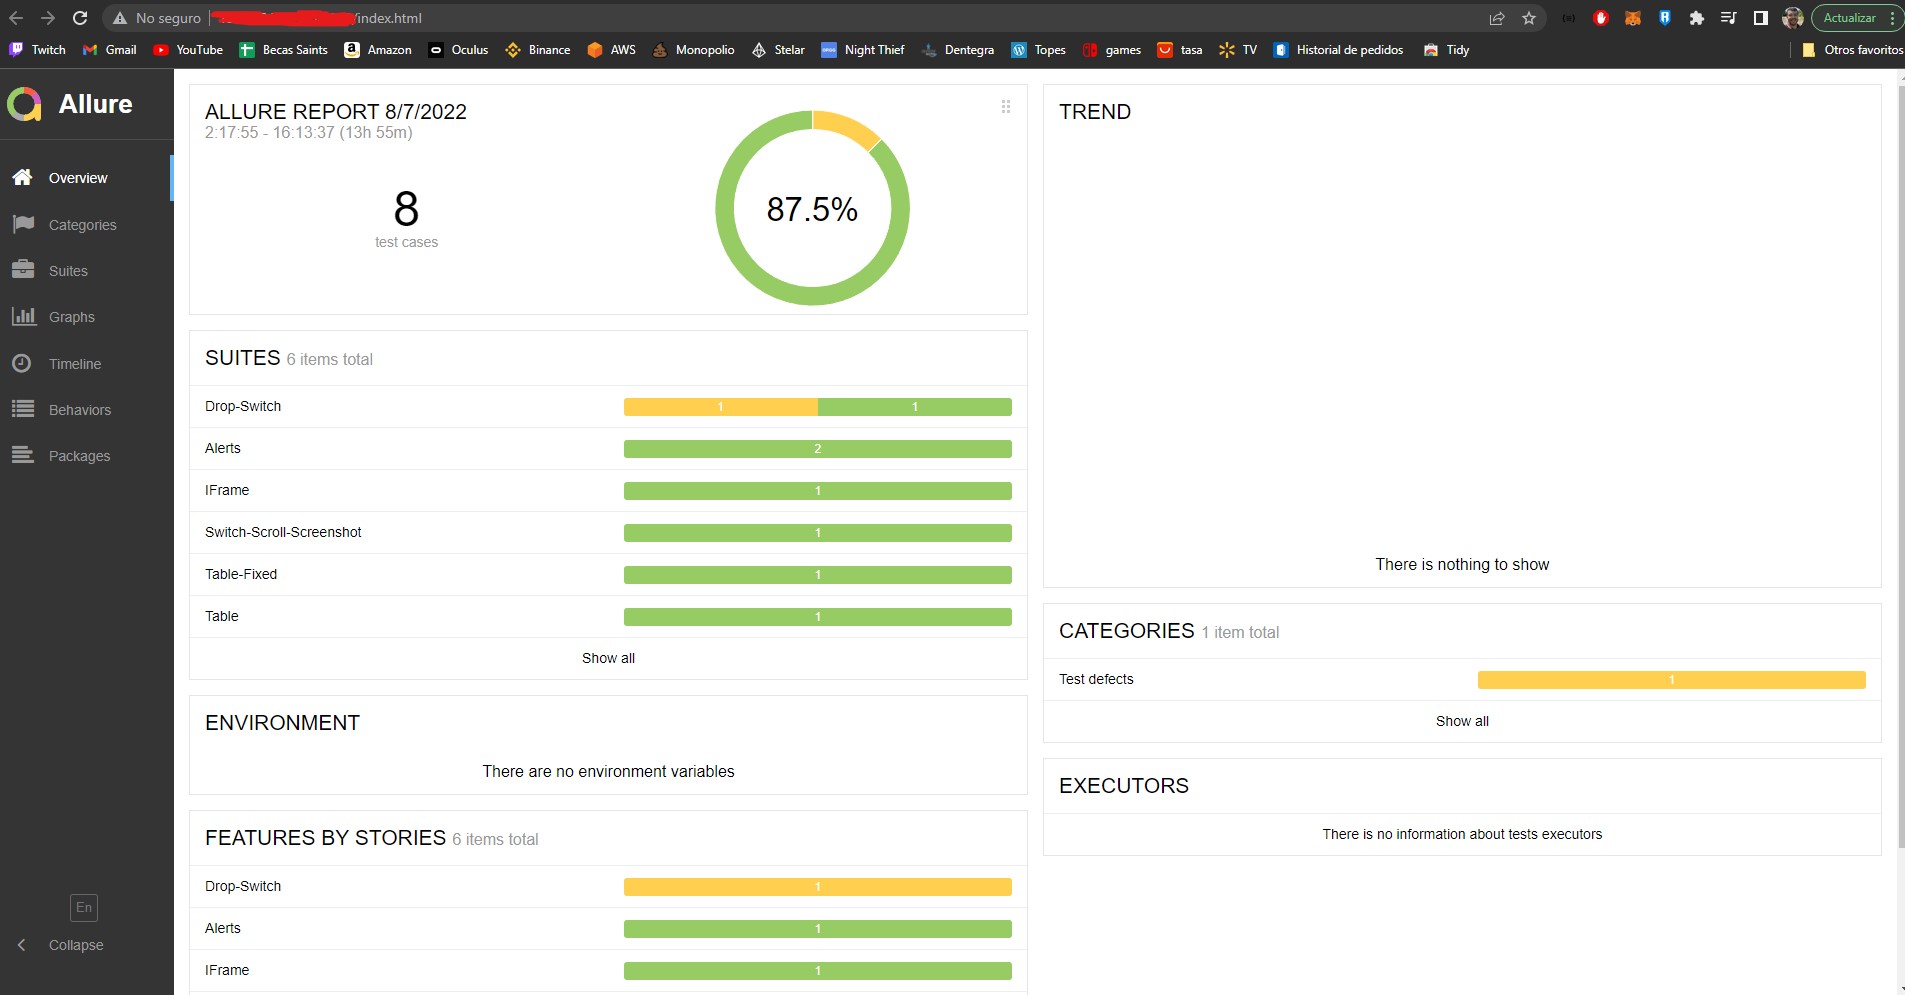 No seguro
/index.html
Actualizar
Twitch
Gmail
YouTube
Becas Saints
Amazon
Oculus
Binance
AWS
Monopolio
Stelar
Night Thief
Dentegra
Topes
games
tasa
TV
Historial de pedidos
Tidy
Otros favoritos
Allure
Overview
Categories
Suites
Graphs
Timeline
Behaviors
Packages
En
Collapse
ALLURE REPORT 8/7/2022
2:17:55 - 16:13:37 (13h 55m)
8
test cases
87.5%
SUITES 6 items total
Drop-Switch 1 1
Alerts 2
IFrame 1
Switch-Scroll-Screenshot 1
Table-Fixed 1
Table 1
Show all
ENVIRONMENT
There are no environment variables
FEATURES BY STORIES 6 items total
Drop-Switch 1
Alerts 1
IFrame 1
TREND
There is nothing to show
CATEGORIES 1 item total
Test defects 1
Show all
EXECUTORS
There is no information about tests executors